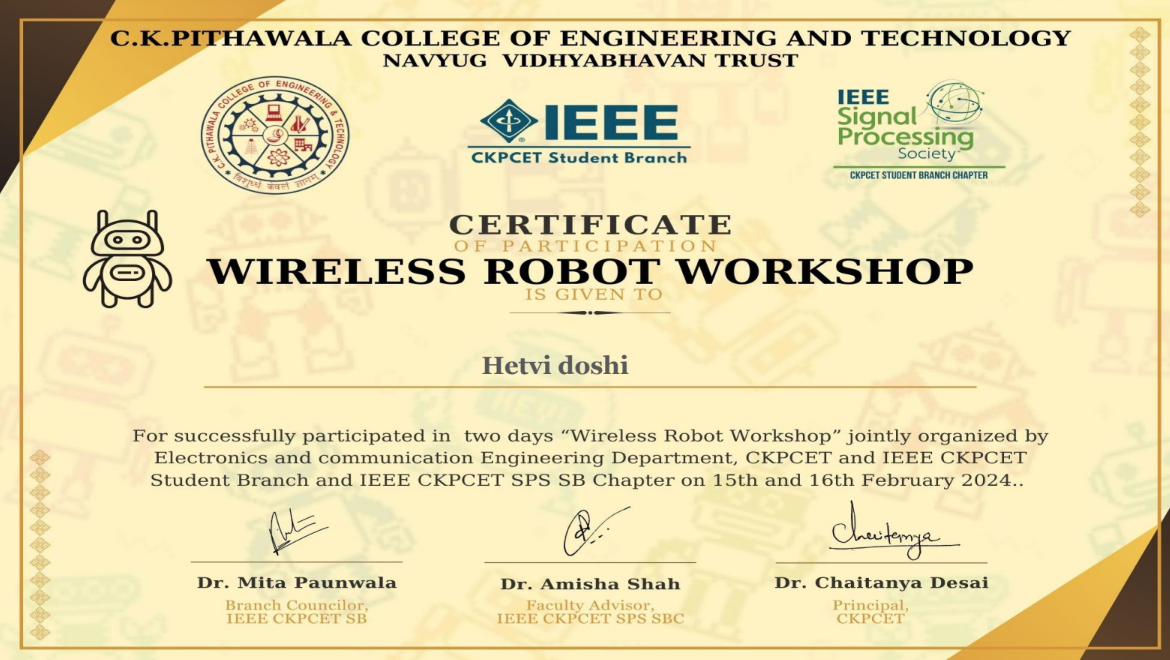 C.K.PITHAWALA COLLEGE OF ENGINEERING AND TECHNOLOGY
NAVYUG VIDHYABHAVAN TRUST
C.K.PITHAWALA COLLEGE OF ENGINEERING & TECHNOLOGY
IEEE
CKPCET Student Branch
IEEE
Signal
Processing
Society
CKPCET STUDENT BRANCH CHAPTER
CERTIFICATE
OF PARTICIPATION
WIRELESS ROBOT WORKSHOP
IS GIVEN TO
Hetvi doshi
For successfully participated in two days “Wireless Robot Workshop” jointly organized by
Electronics and communication Engineering Department, CKPCET and IEEE CKPCET
Student Branch and IEEE CKPCET SPS SB Chapter on 15th and 16th February 2024..
Chaitanya
Dr. Mita Paunwala
Branch Councilor,
IEEE CKPCET SB
Dr. Amisha Shah
Faculty Advisor,
IEEE CKPCET SPS SBC
Dr. Chaitanya Desai
Principal,
CKPCET